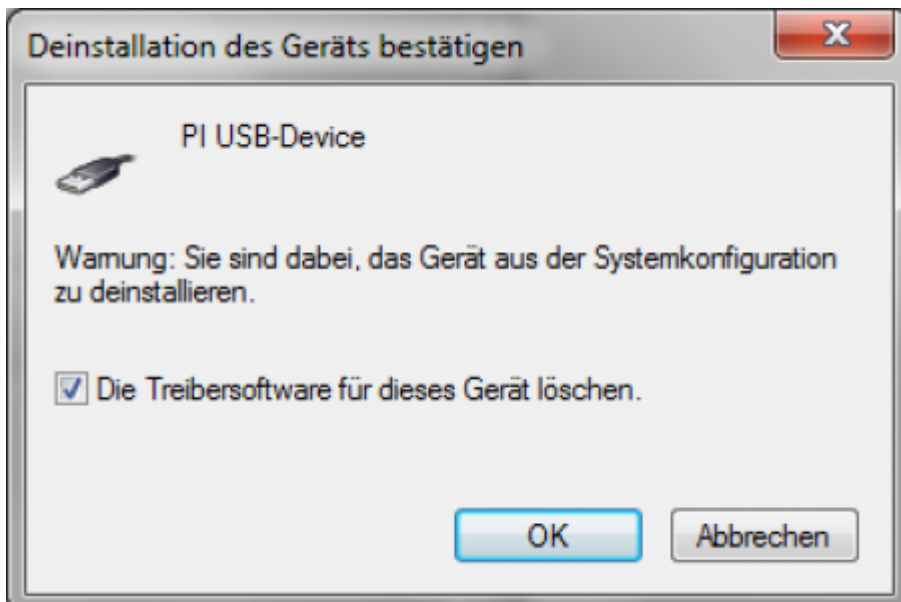 Deinstallation des Geräts bestätigen
PI USB-Device
Warnung: Sie sind dabei, das Gerät aus der Systemkonfiguration
zu deinstallieren.
Die Treibersoftware für dieses Gerät löschen.
OK
Abbrechen